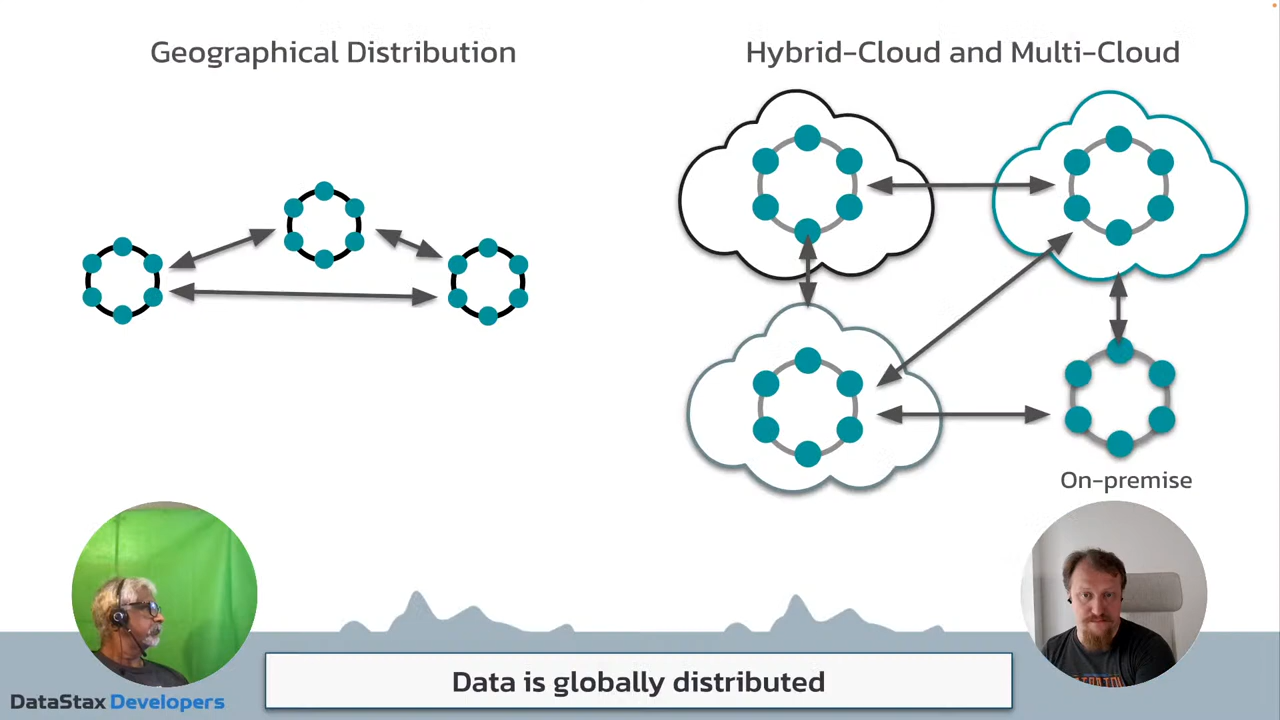 Geographical Distribution
Hybrid-Cloud and Multi-Cloud
On-premise
Data is globally distributed
DataStax Developers